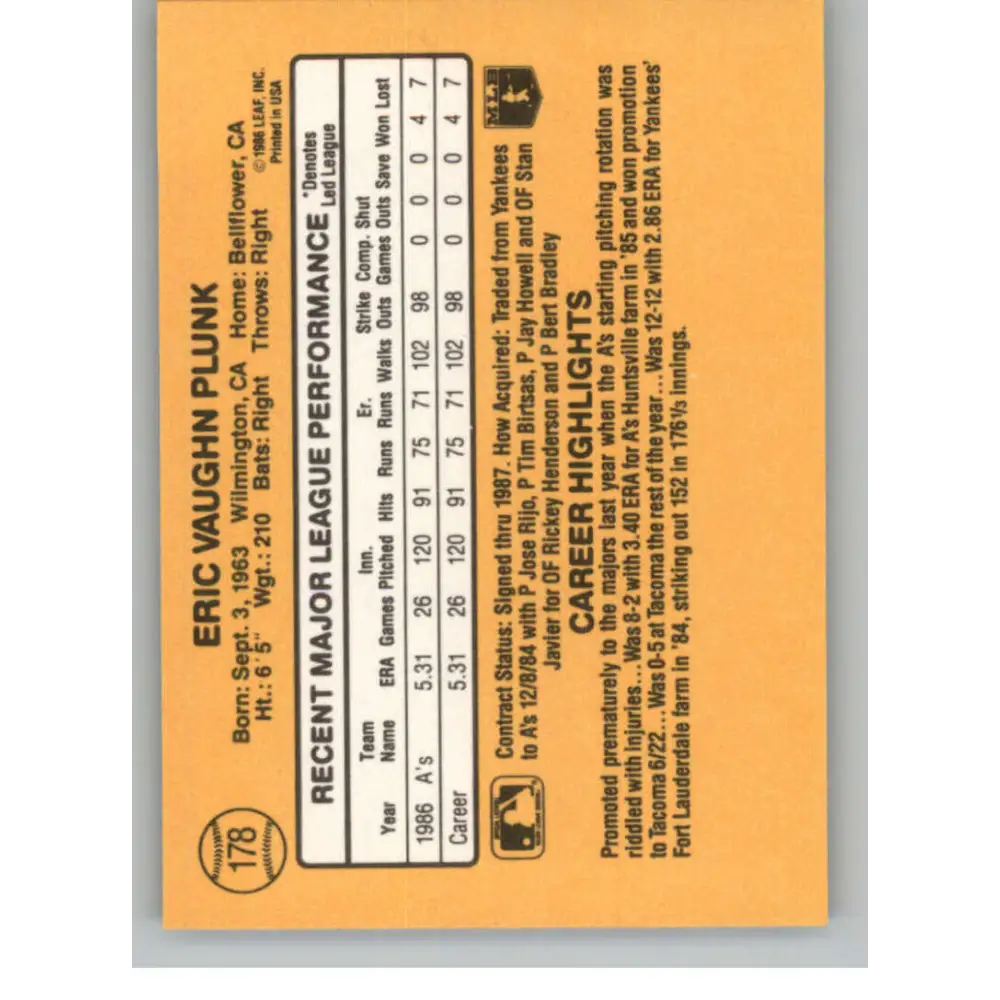 178
ERIC VAUGHN PLUNK
Born: Sept. 3, 1963 Wilmington, CA Home: Bellflower, CA
Ht.: 6'5" Wgt.: 210 Bats: Right Throws: Right
© 1986 LEAF, INC.
Printed in USA
RECENT MAJOR LEAGUE PERFORMANCE
*Denotes
Led League
Team Inn. Er. Strike Comp. Shut
Year Name ERA Games Pitched Hits Runs Runs Walks Outs Games Outs Save Won Lost
1986 A's 5.31 26 120 91 75 71 102 98 0 0 0 4 7
Career 5.31 26 120 91 75 71 102 98 0 0 0 4 7
Contract Status: Signed thru 1987. How Acquired: Traded from Yankees
to A's 12/8/84 with P Jose Rijo, P Tim Birtsas, P Jay Howell and OF Stan
Javier for OF Rickey Henderson and P Bert Bradley
MLB
CAREER HIGHLIGHTS
Promoted prematurely to the majors last year when the A's starting pitching rotation was
riddled with injuries...Was 8-2 with 3.40 ERA for A's Huntsville farm in '85 and won promotion
to Tacoma 6/22...Was 0-5 at Tacoma the rest of the year...Was 12-12 with 2.86 ERA for Yankees'
Fort Lauderdale farm in '84, striking out 152 in 176⅓ innings.